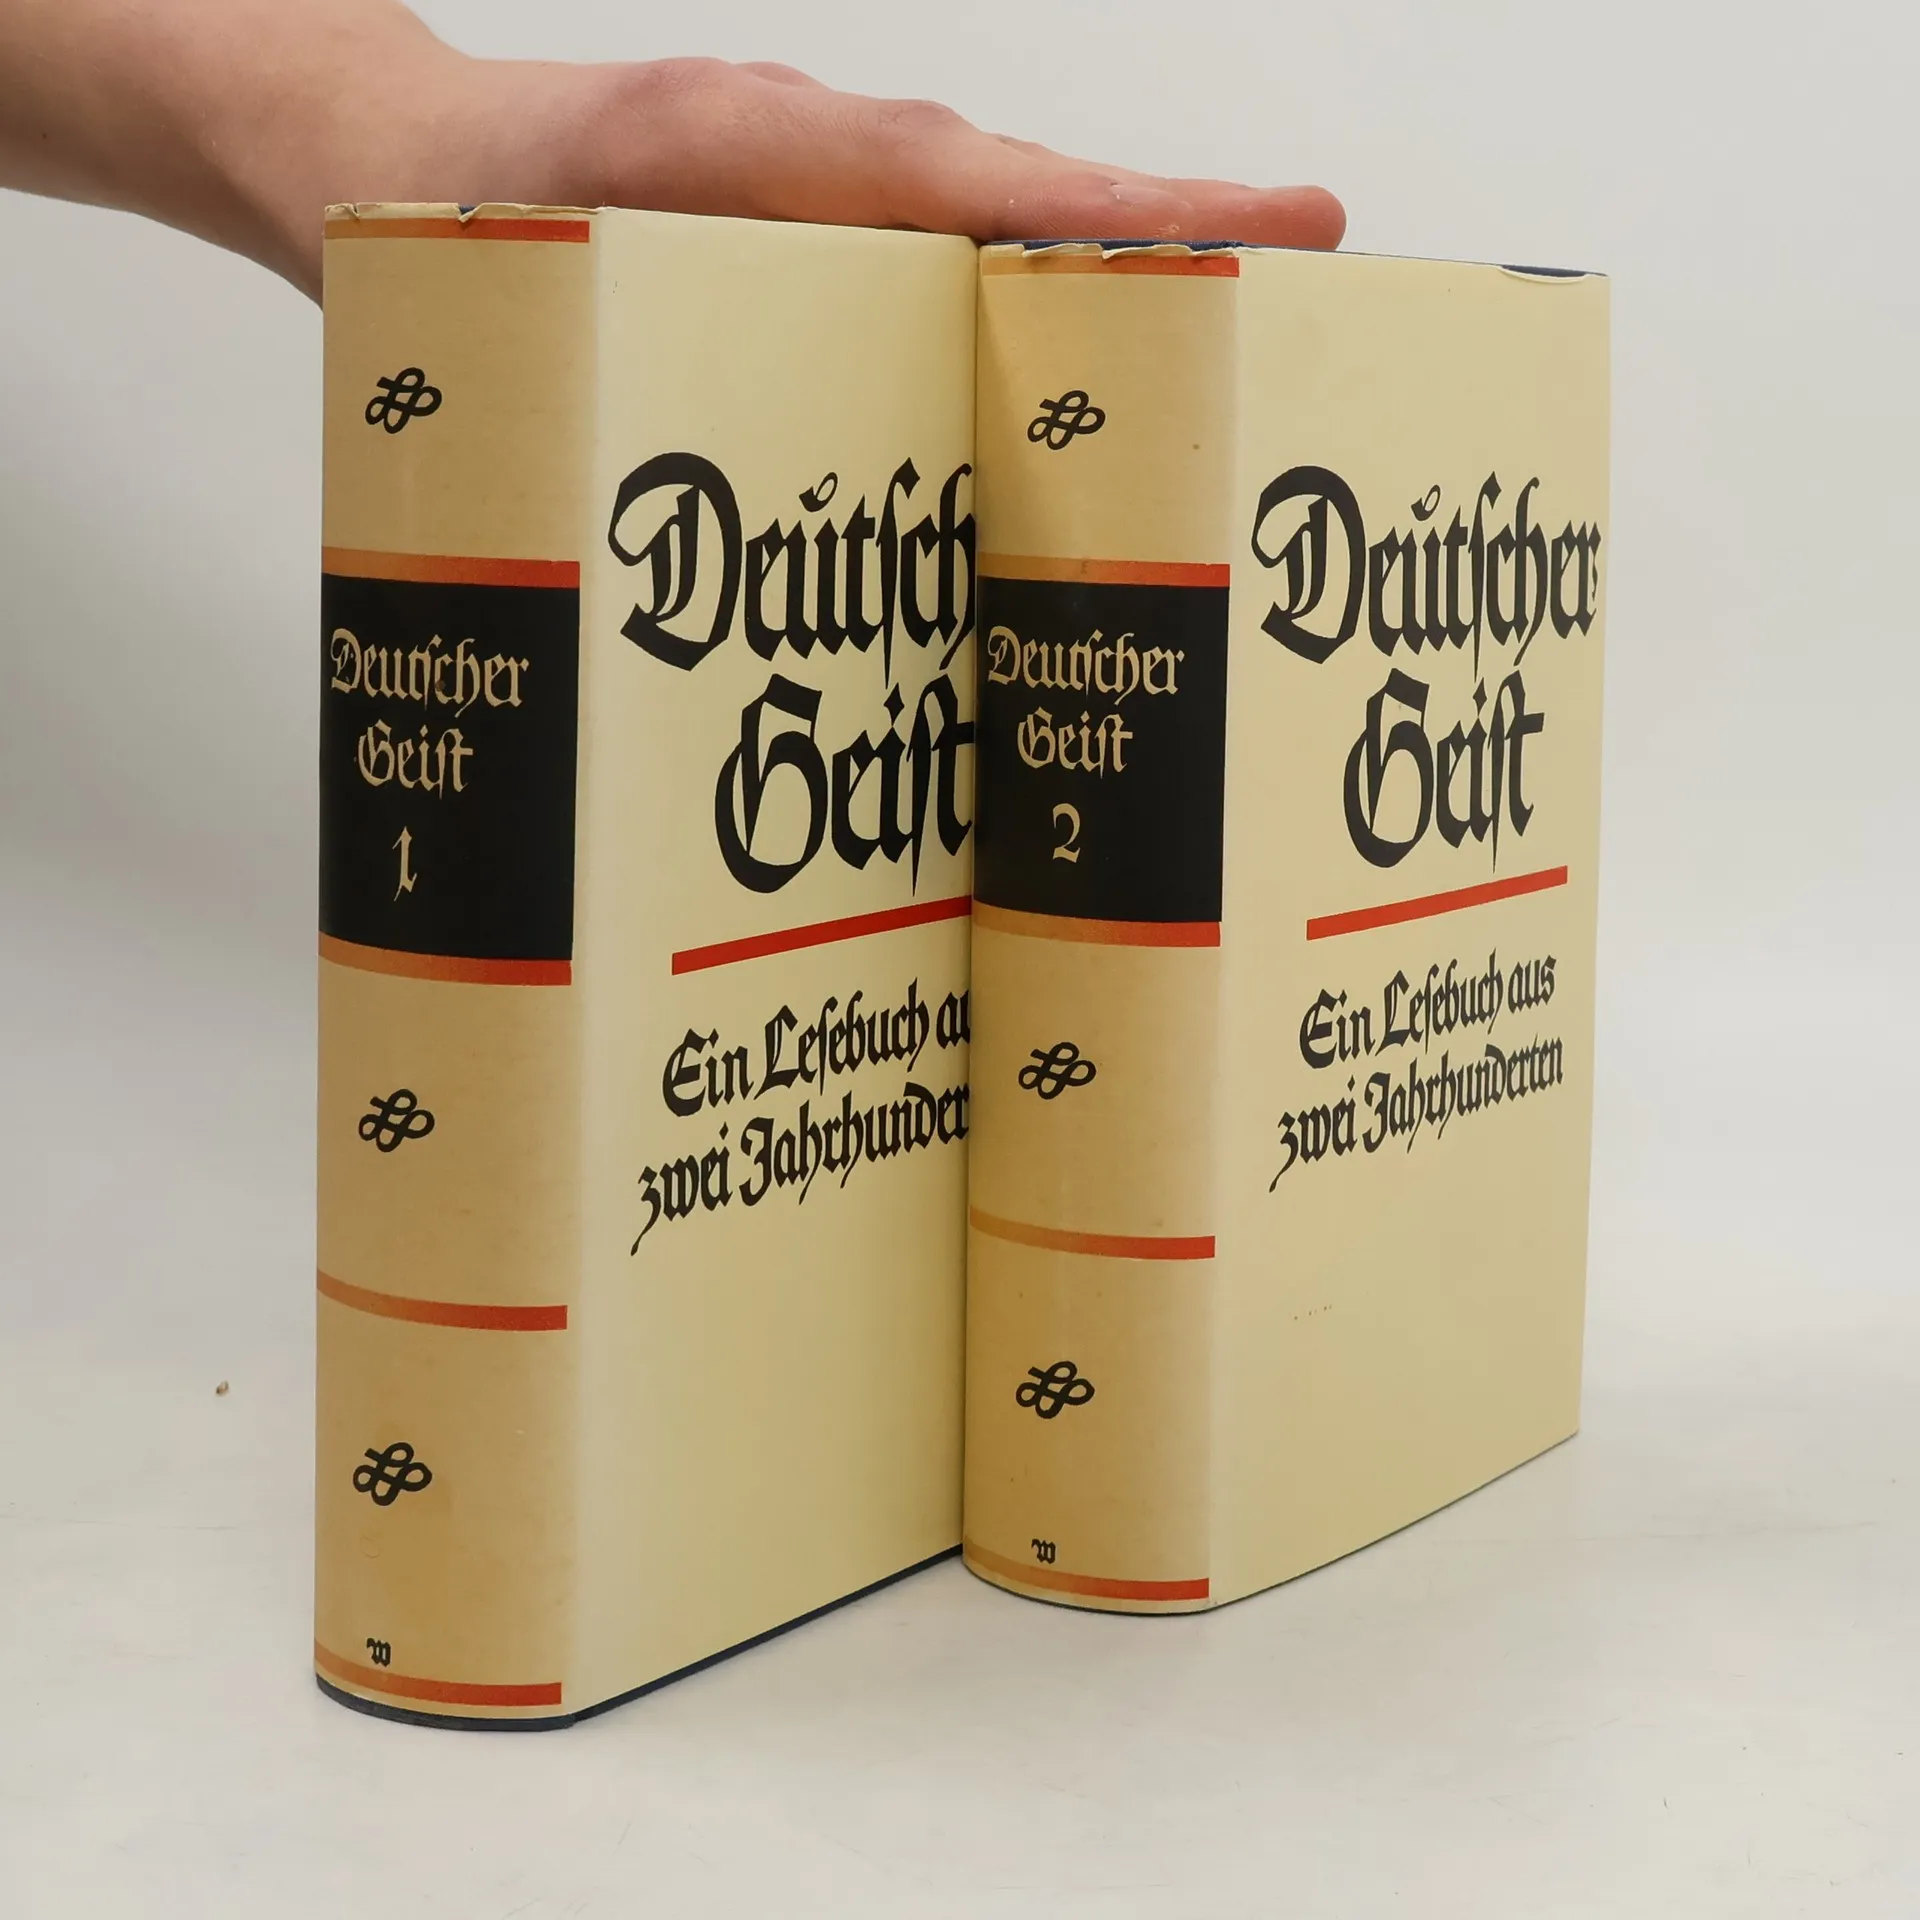 Deutscher
Geist
1
Deutsch
Geist
Ein Lesebuch au
zwei Jahrhunder
W
Deutscher
Geist
2
Deutscher
Geist
Ein Lesebuch aus
zwei Jahrhunderten
W